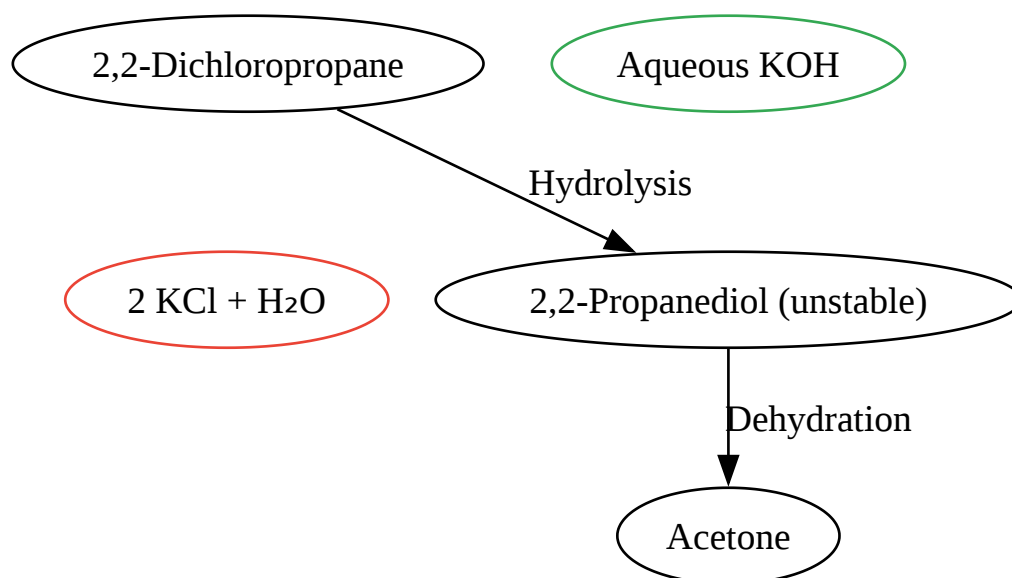 2,2-Dichloropropane
Aqueous KOH
Hydrolysis
2 KCl + H₂O
2,2-Propanediol (unstable)
Dehydration
Acetone